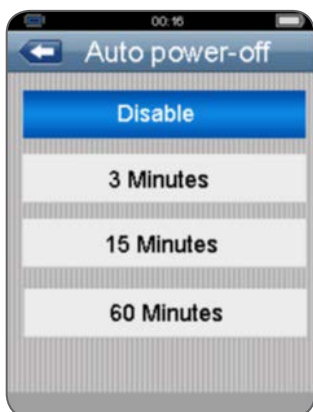 00:16
Auto power-off
Disable
3 Minutes
15 Minutes
60 Minutes